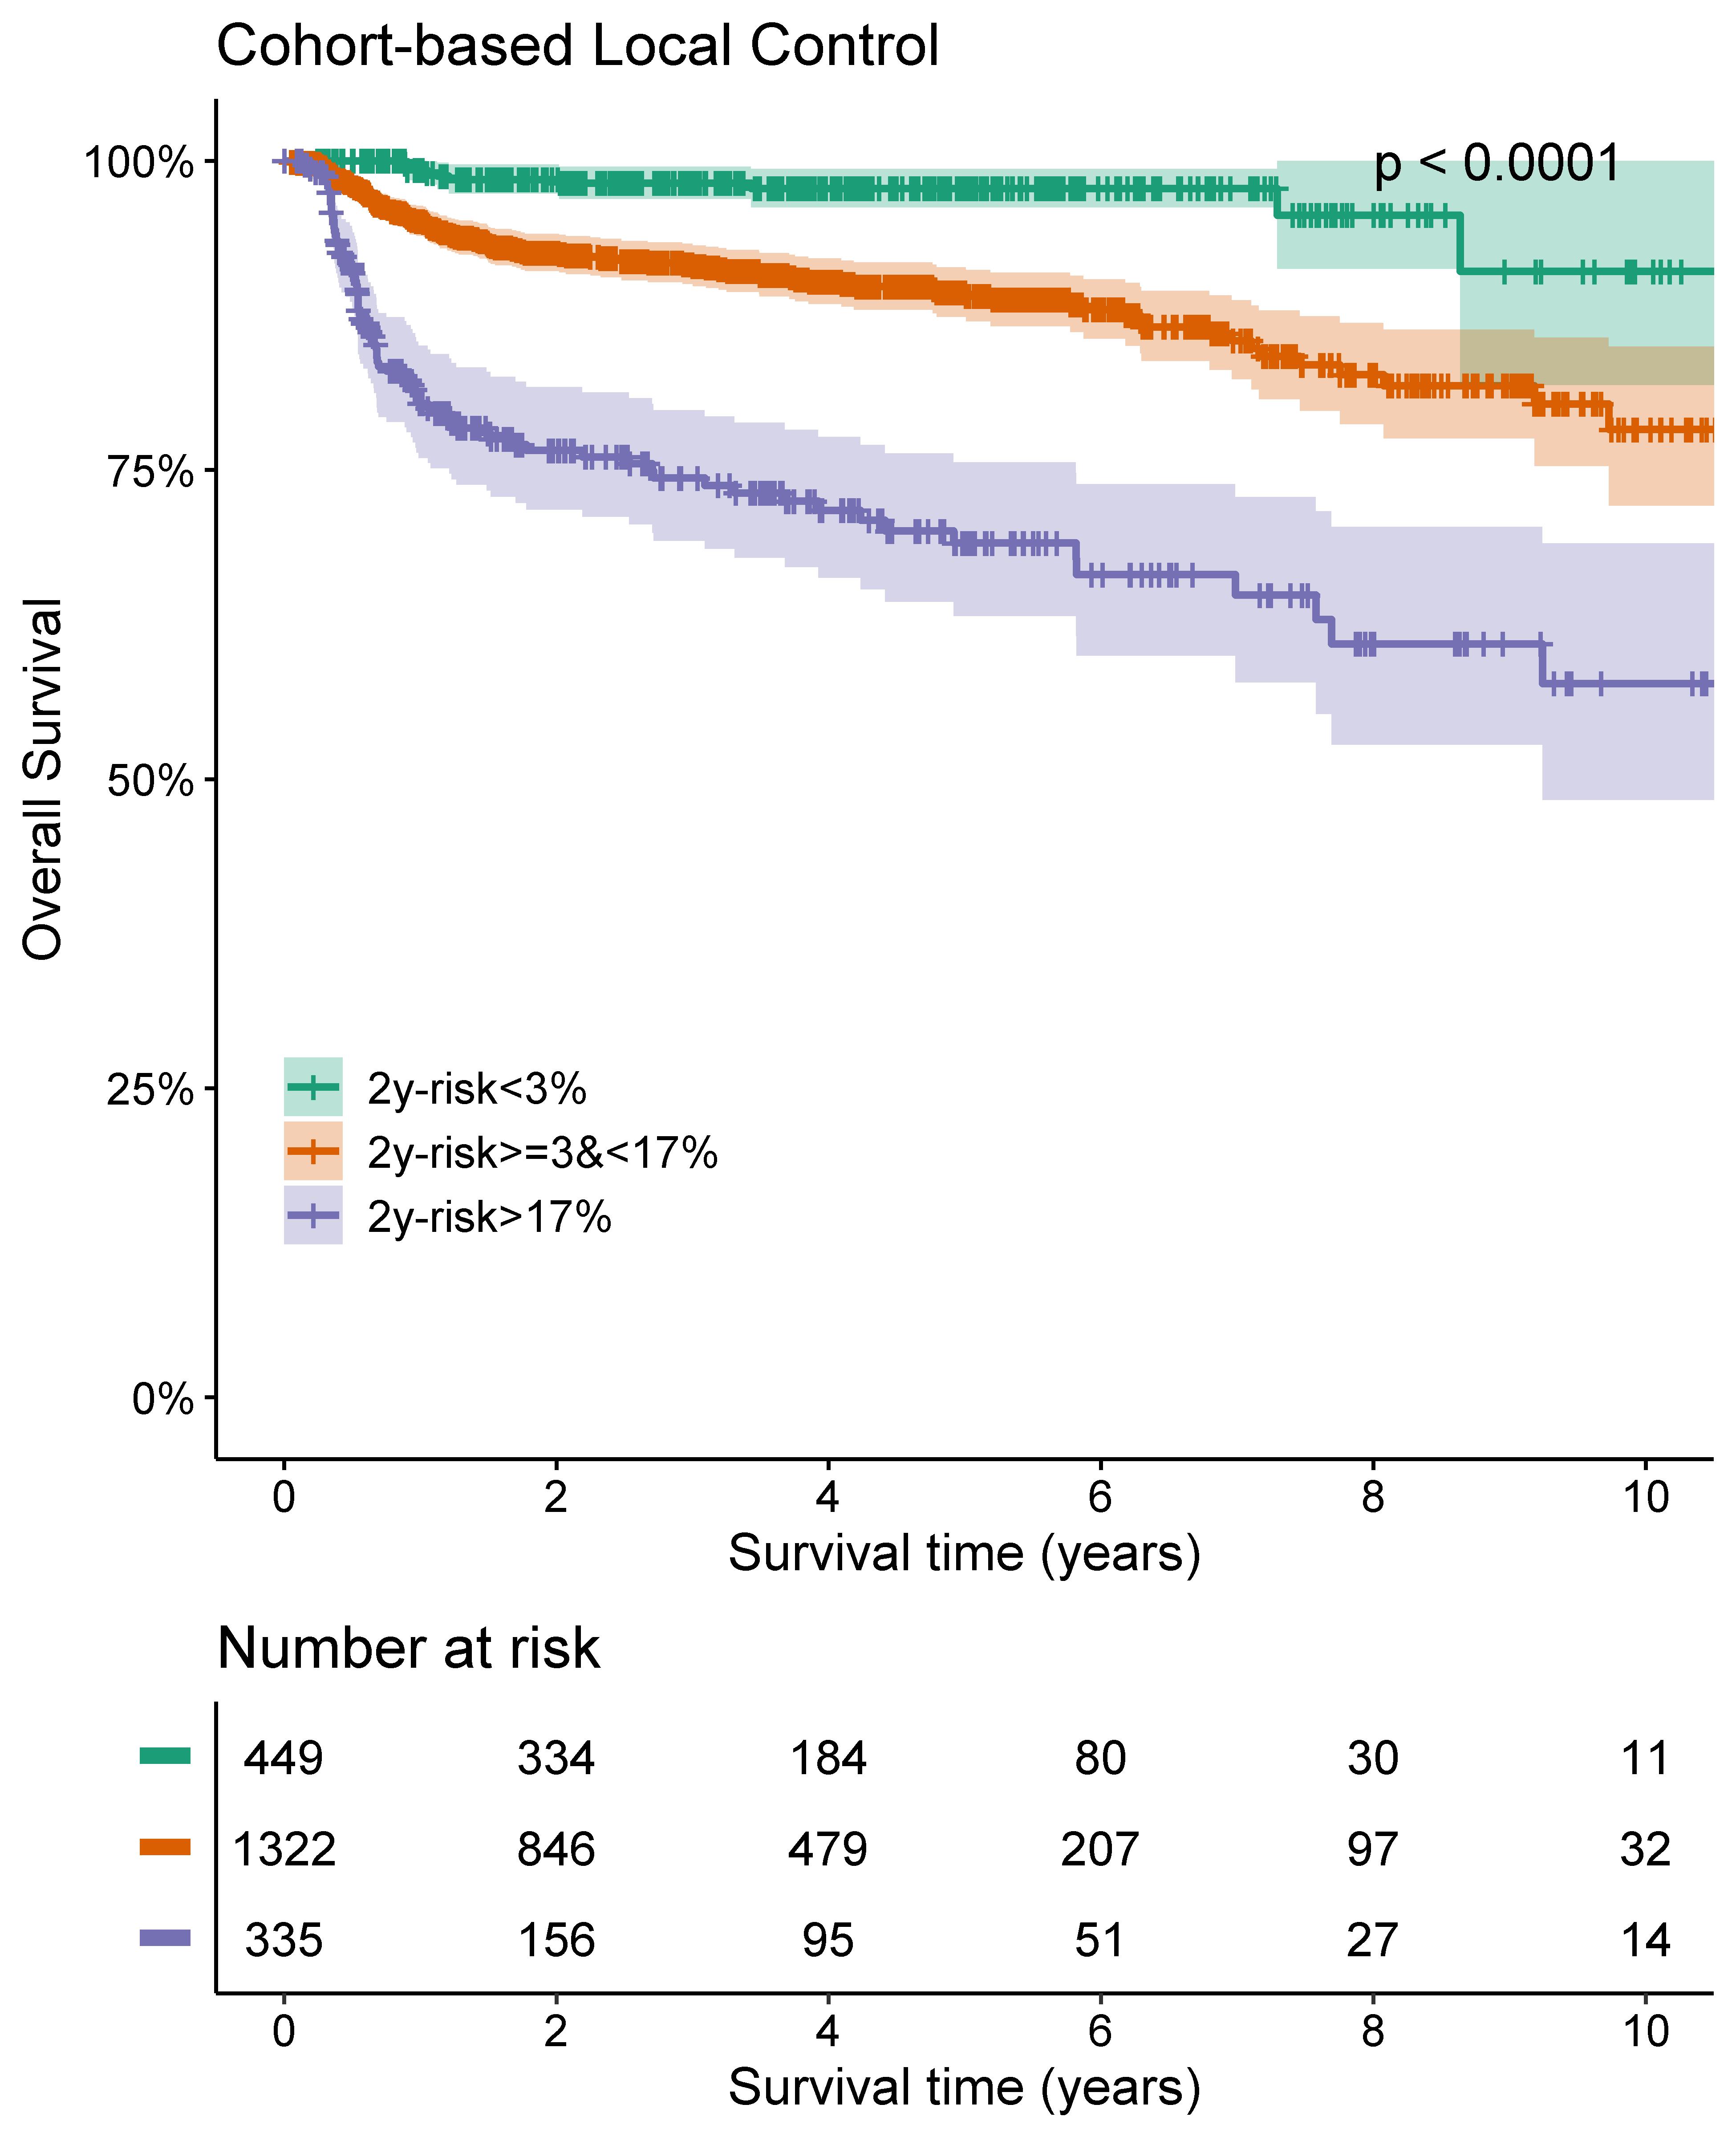 Cohort-based Local Control
p < 0.0001
100%
75%
50%
25%
0%
Overall Survival
2y-risk<3%
2y-risk>=3&<17%
2y-risk>17%
0 2 4 6 8 10
Survival time (years)
Number at risk
449 334 184 80 30 11
1322 846 479 207 97 32
335 156 95 51 27 14
0 2 4 6 8 10
Survival time (years)